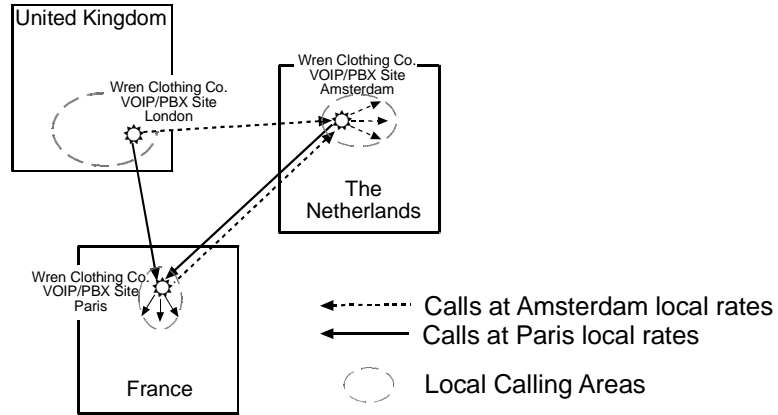 United Kingdom
Wren Clothing Co.
VOIP/PBX Site
London
Wren Clothing Co.
VOIP/PBX Site
Amsterdam
The
Netherlands
Wren Clothing Co.
VOIP/PBX Site
Paris
France
Calls at Amsterdam local rates
Calls at Paris local rates
Local Calling Areas